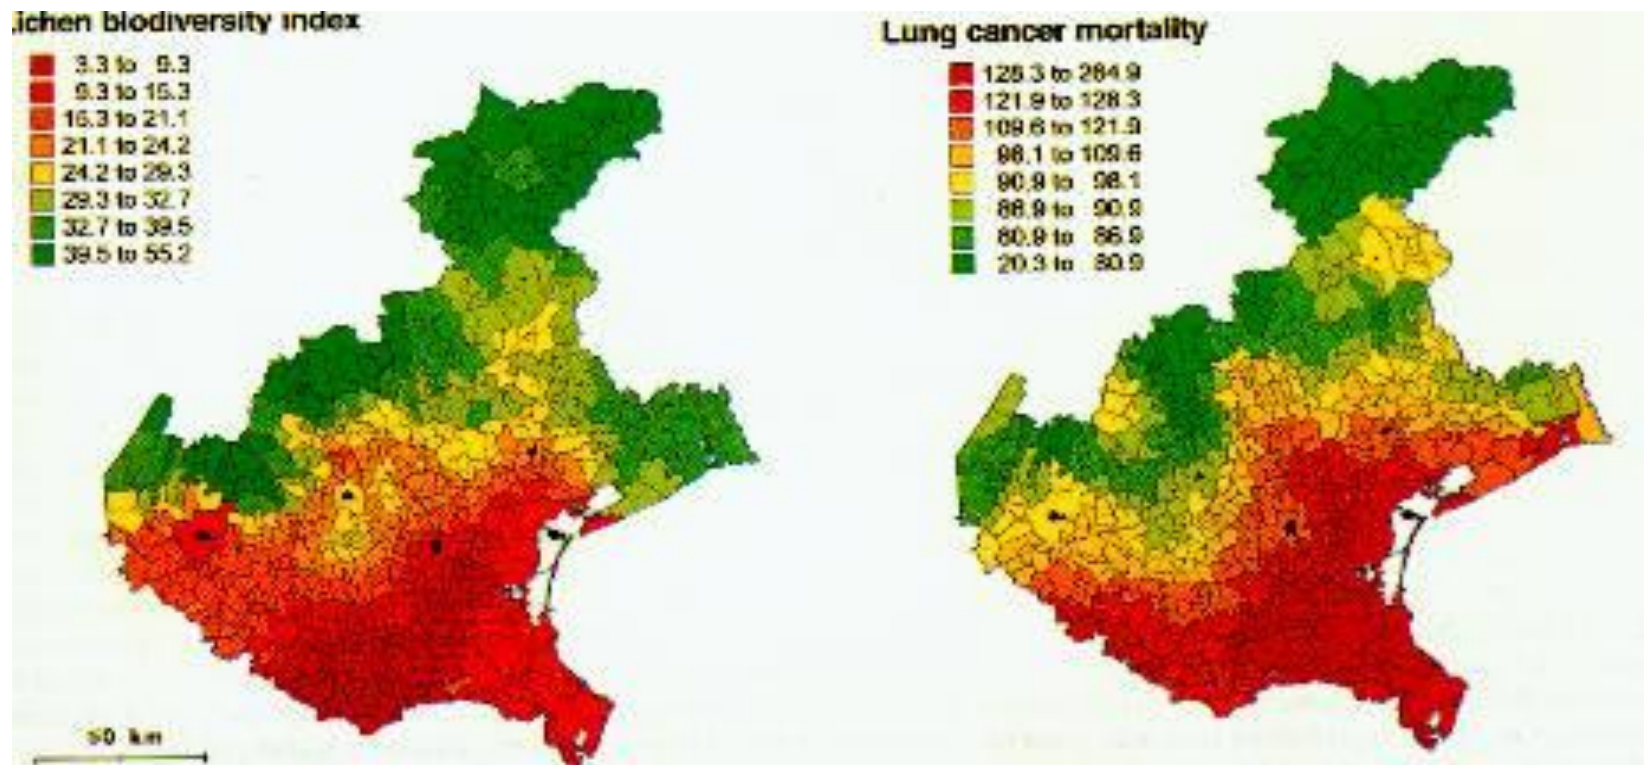 ichen biodiversity index
3.3 to 9.3
9.3 to 15.3
15.3 to 21.1
21.1 to 24.2
24.2 to 29.3
29.3 to 32.7
32.7 to 39.5
39.5 to 55.2
50 km
Lung cancer mortality
128.3 to
121.9 to 128.3
109.6 to 121.9
98.1 to 109.6
90.9 to 98.1
86.9 to 90.9
80.9 to 86.9
20.3 to 80.9